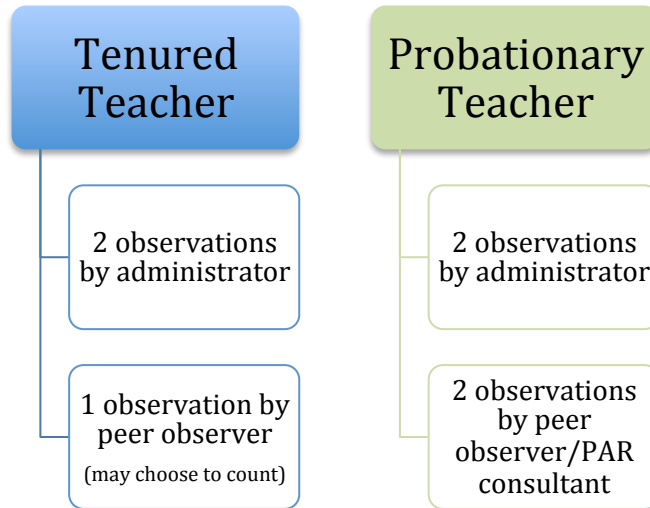 Tenured
Teacher
2 observations
by administrator
1 observation by
peer observer
(may choose to count)
Probationary
Teacher
2 observations
by administrator
2 observations
by peer
observer/PAR
consultant